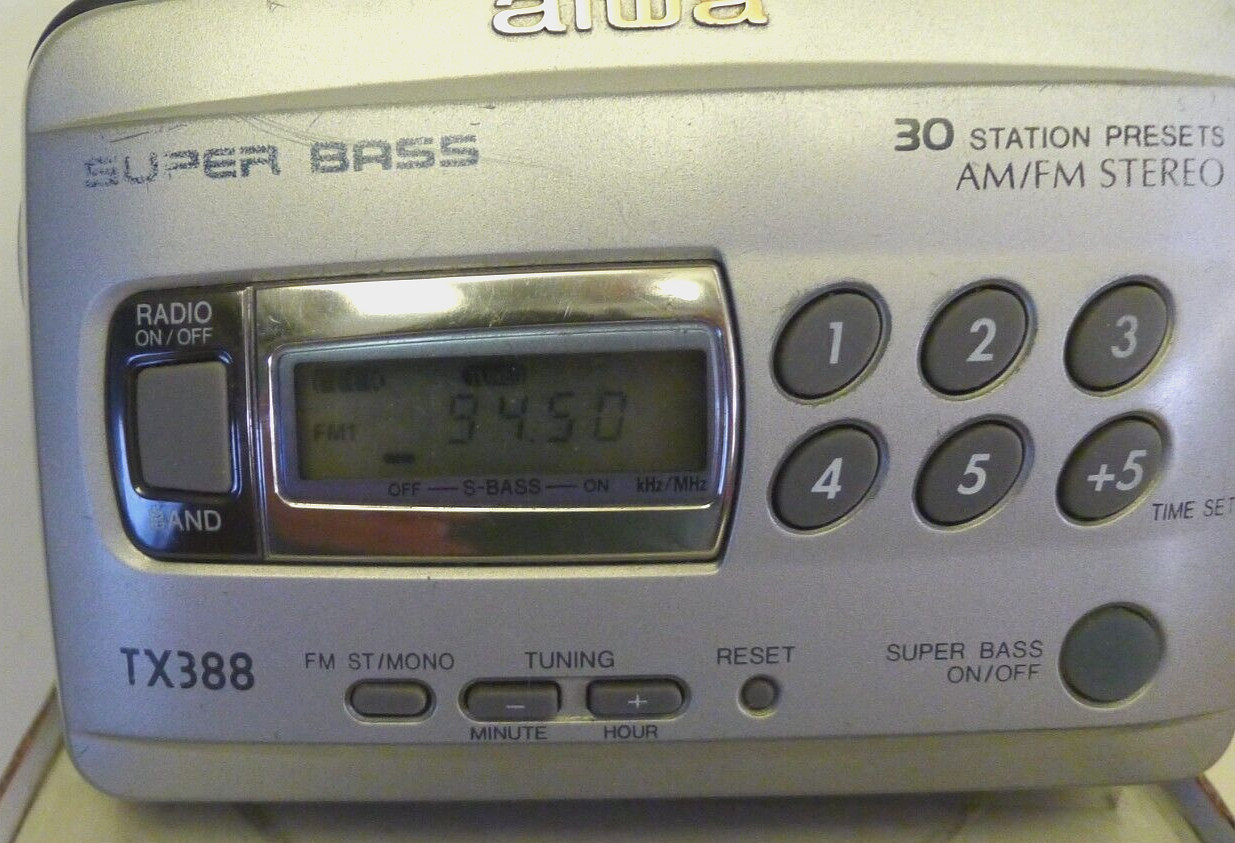 aiwa
SUPER BASS
30 STATION PRESETS
AM/FM STEREO
RADIO
ON/OFF
TUNER
FM1
94.50
OFF — S-BASS — ON kHz/MHz
BAND
1
2
3
4
5
+5
TIME SET
TX388
FM ST/MONO
TUNING
RESET
SUPER BASS
ON/OFF
−
+
MINUTE
HOUR